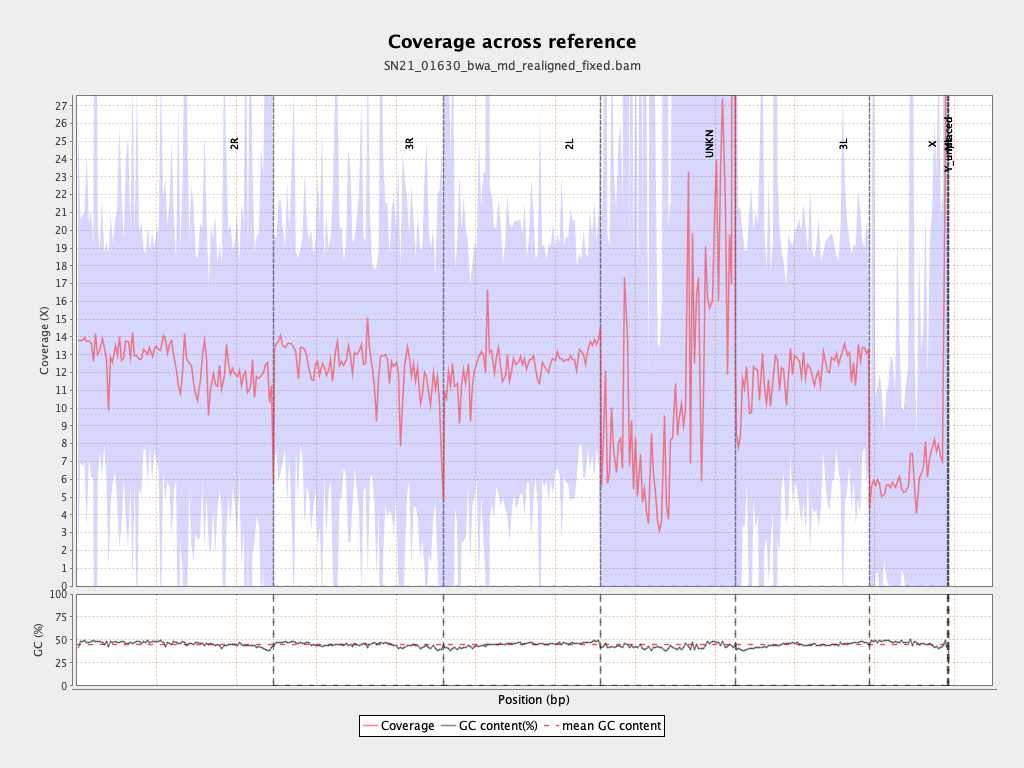 Coverage across reference
SN21_01630_bwa_md_realigned_fixed.bam
Coverage (X)
27
26
25
24
23
22
21
20
19
18
17
16
15
14
13
12
11
10
9
8
7
6
5
4
3
2
1
0
2R
3R
2L
UNKN
3L
X
Y_unplaced
GC (%)
100
75
50
25
0
Position (bp)
Coverage
GC content(%)
mean GC content